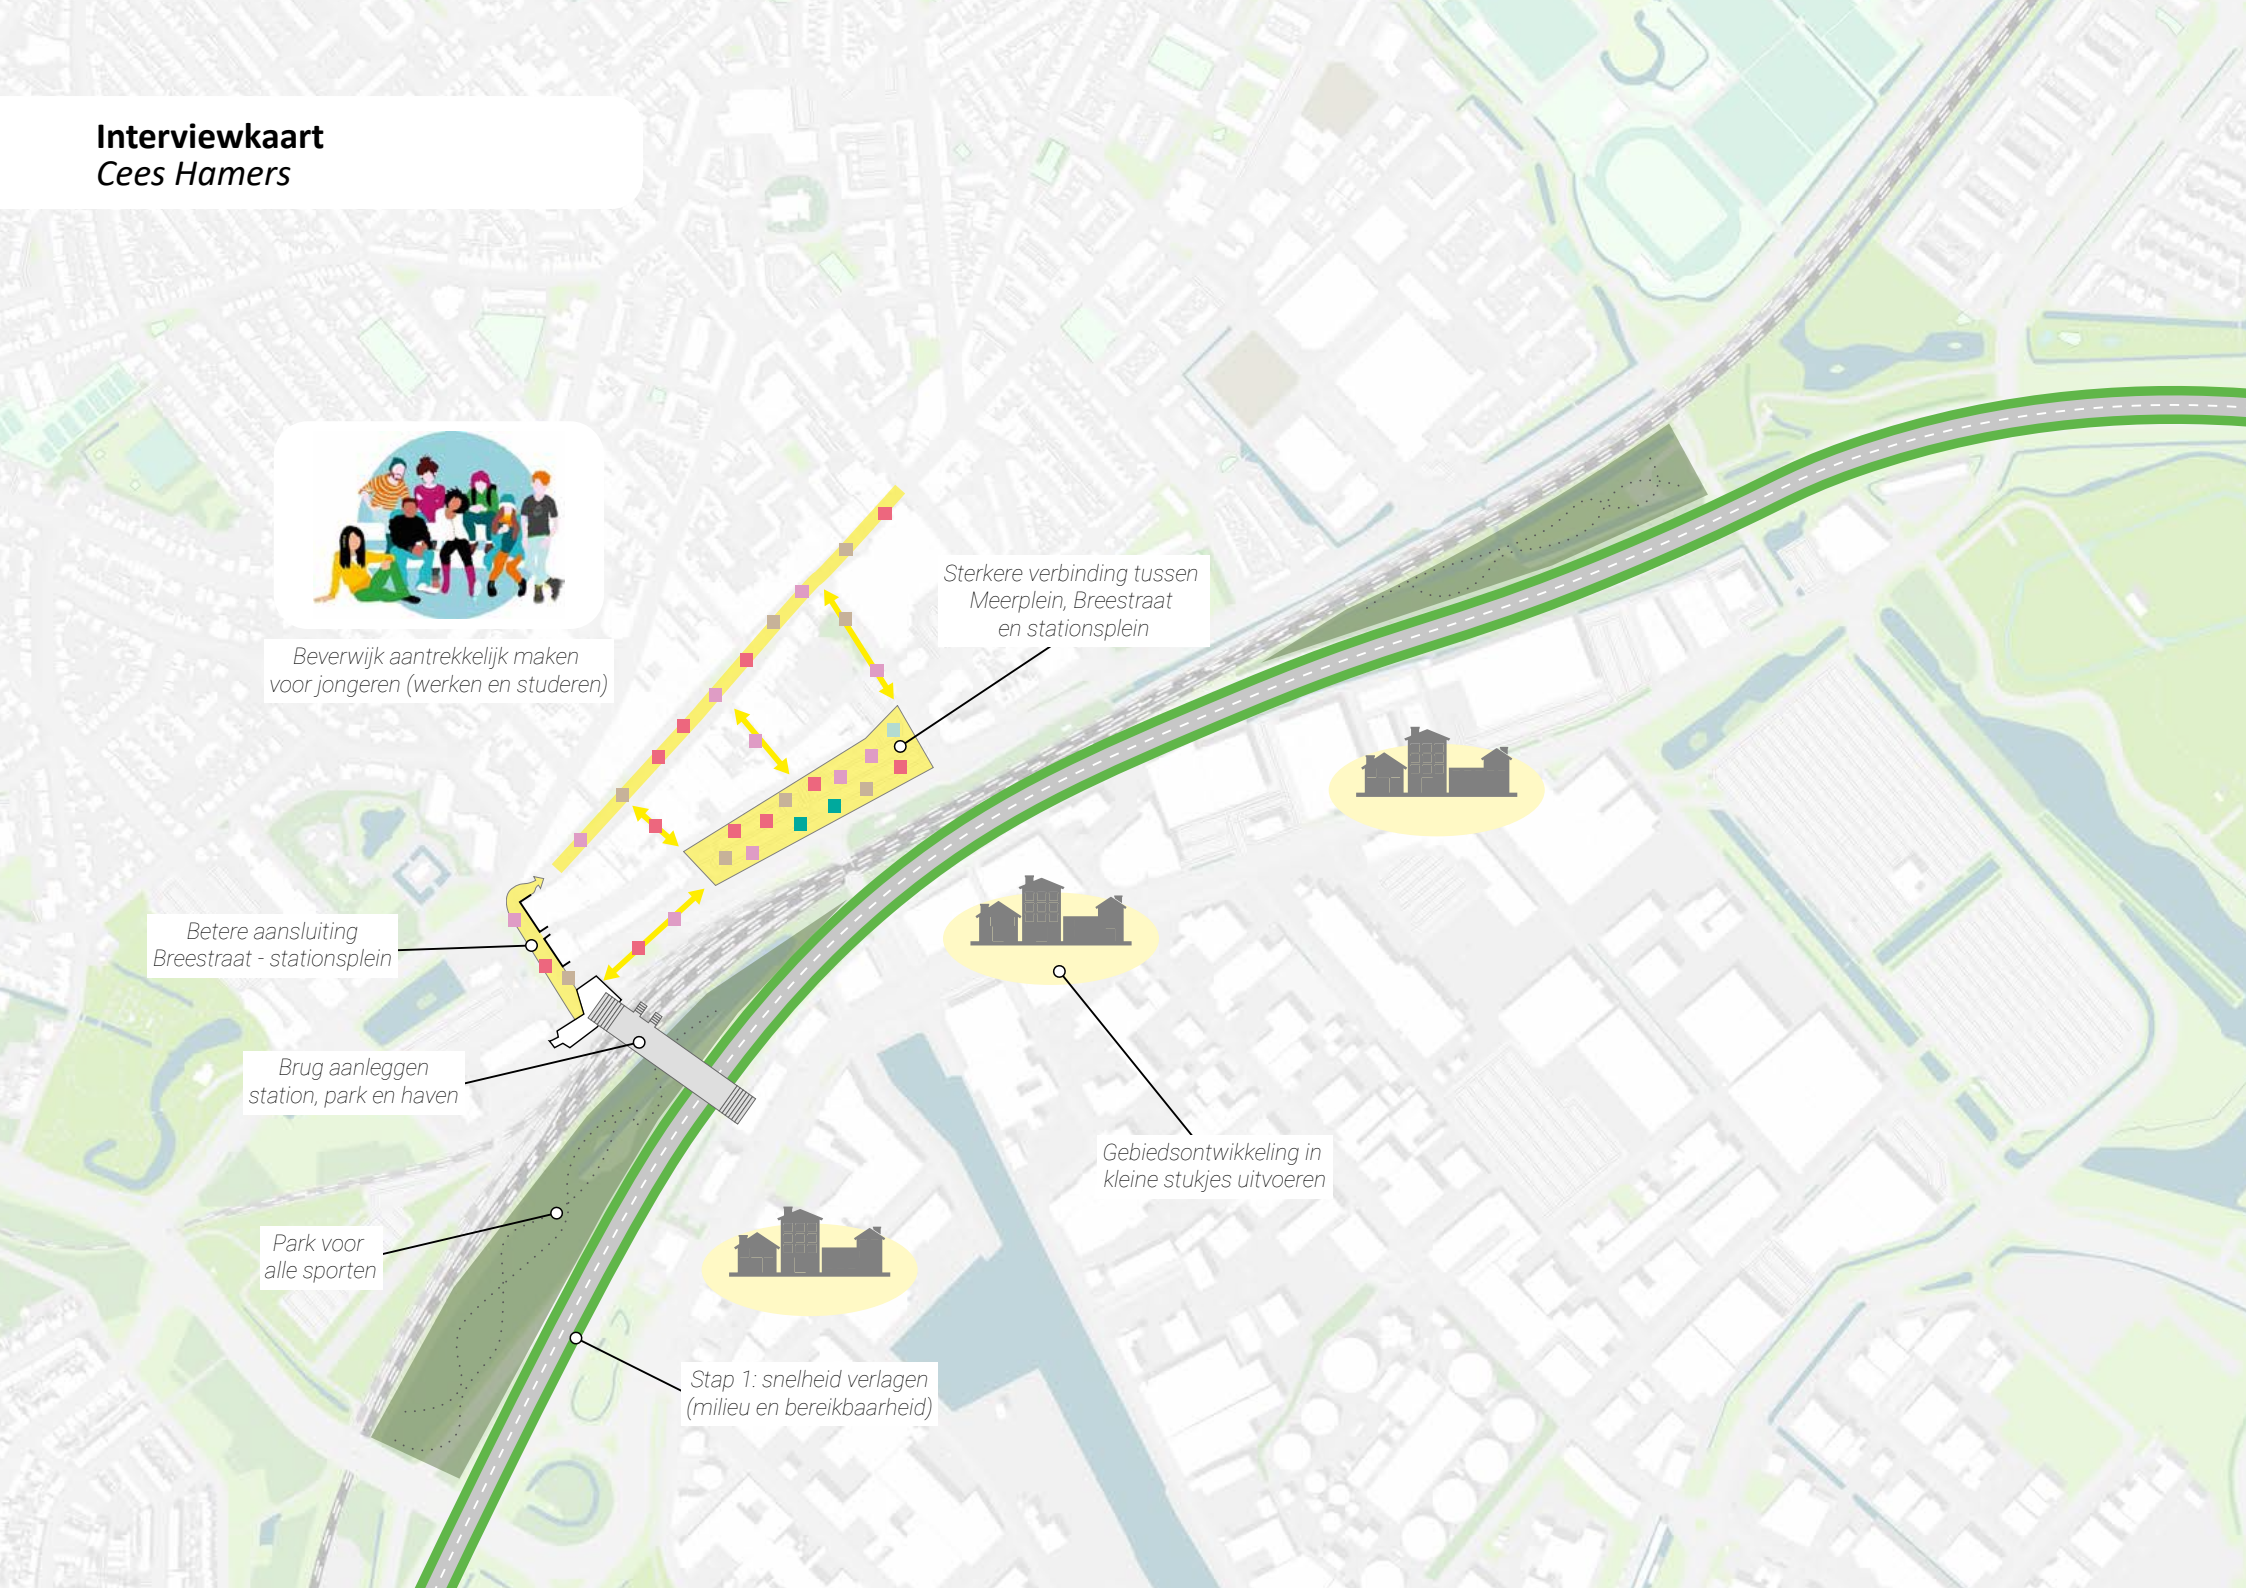 Interviewkaart
Cees Hamers
Sterkere verbinding tussen
Meerplein, Breestraat
en stationsplein
Beverwijk aantrekkelijk maken
voor jongeren (werken en studeren)
Betere aansluiting
Breestraat - stationsplein
Brug aanleggen
station, park en haven
Gebiedsontwikkeling in
kleine stukjes uitvoeren
Park voor
alle sporten
Stap 1: snelheid verlagen
(milieu en bereikbaarheid)